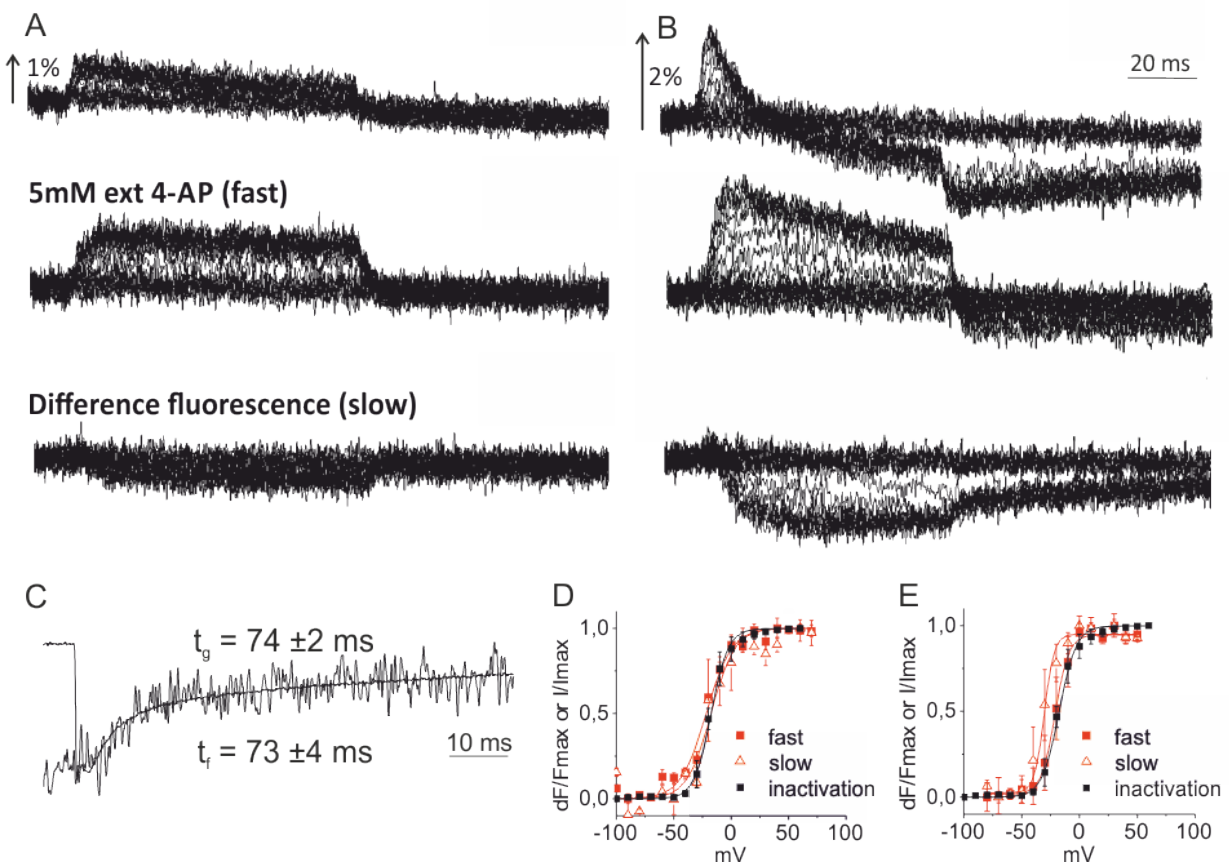 A
1%
B
2%
20 ms
5mM ext 4-AP (fast)
Difference fluorescence (slow)
C
tg = 74 ±2 ms
tf = 73 ±4 ms
10 ms
D
dF/Fmax or I/Imax
1,0
0,5
0,0
fast
slow
inactivation
-100 -50 0 50 100
mV
E
dF/Fmax or I/Imax
1,0
0,5
0,0
fast
slow
inactivation
-100 -50 0 50 100
mV